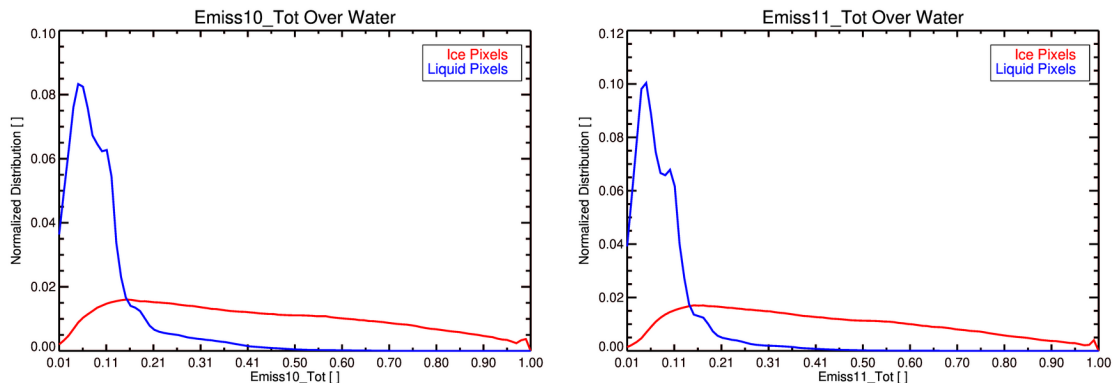 Emiss10_Tot Over Water
0.10
0.08
0.06
0.04
0.02
0.00
Normalized Distribution [ ]
Ice Pixels
Liquid Pixels
0.01 0.11 0.21 0.31 0.41 0.50 0.60 0.70 0.80 0.90 1.00
Emiss10_Tot [ ]
Emiss11_Tot Over Water
0.12
0.10
0.08
0.06
0.04
0.02
0.00
Normalized Distribution [ ]
Ice Pixels
Liquid Pixels
0.01 0.11 0.21 0.31 0.41 0.50 0.60 0.70 0.80 0.90 1.00
Emiss11_Tot [ ]